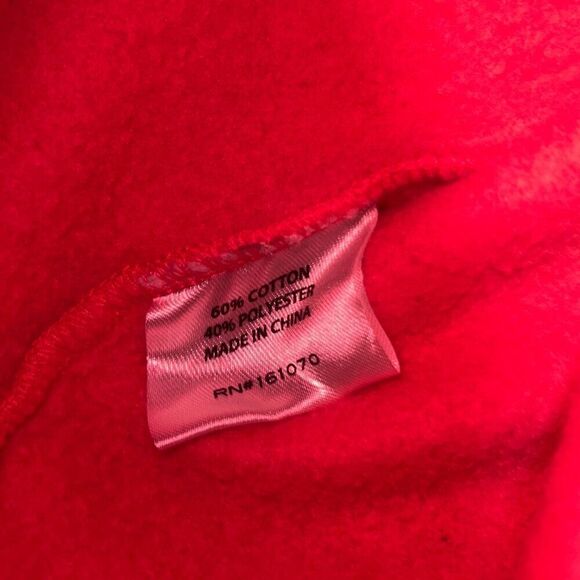 60% COTTON
40% POLYESTER
MADE IN CHINA
RN#161070